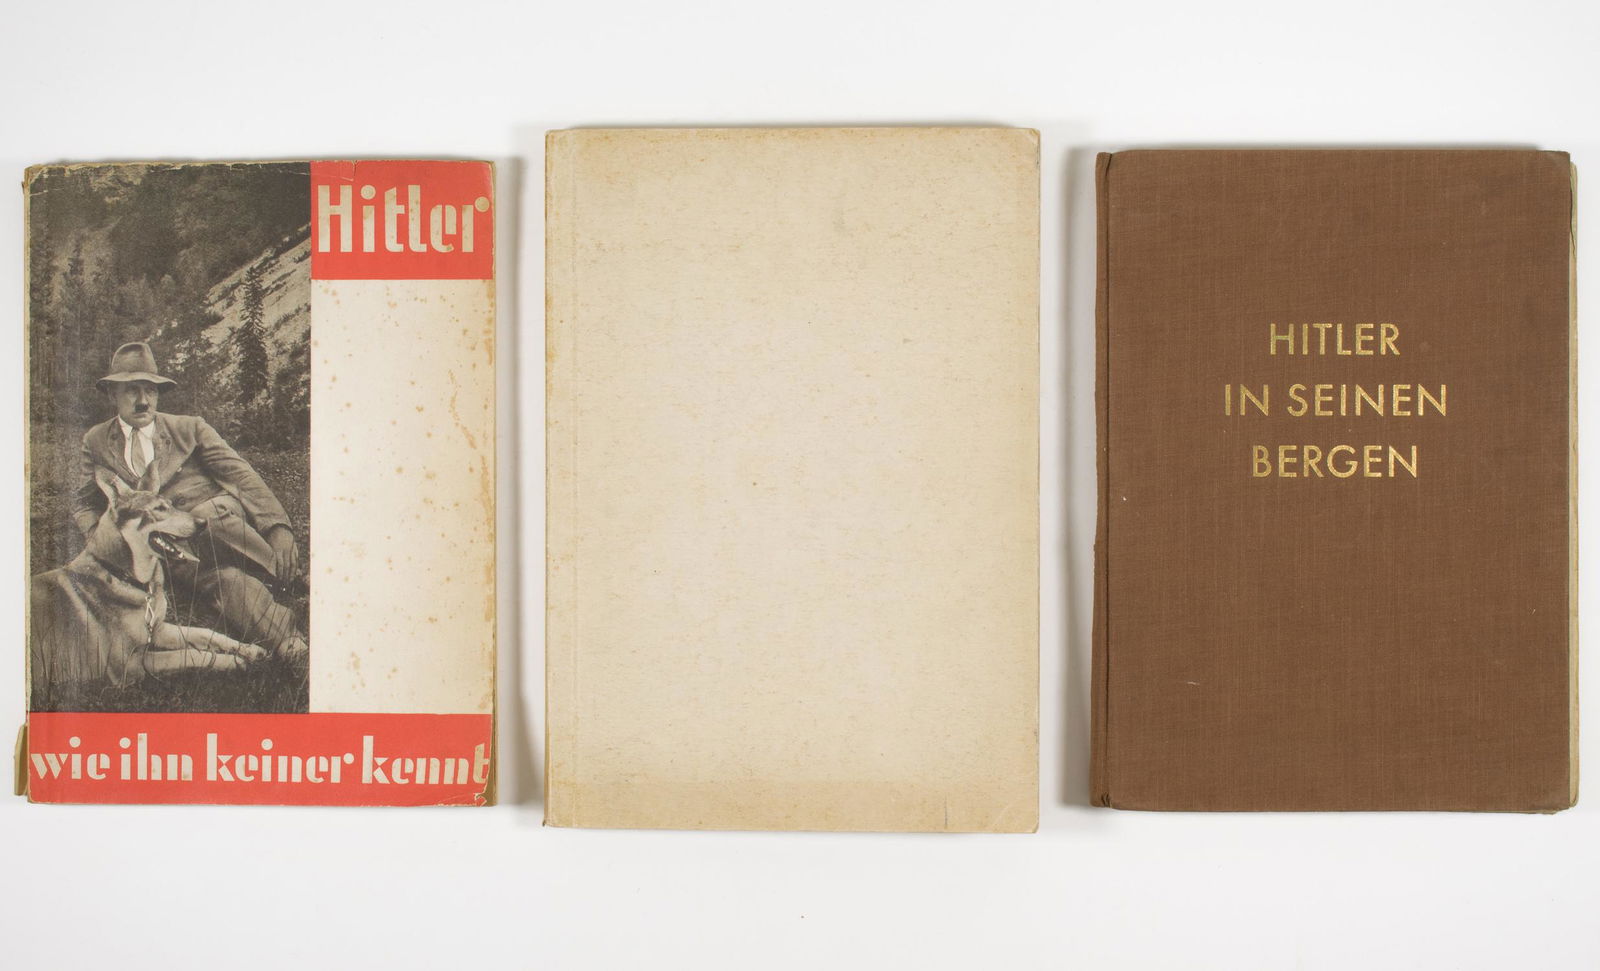 Hitler
wie ihn keiner kennt
HITLER
IN SEINEN
BERGEN